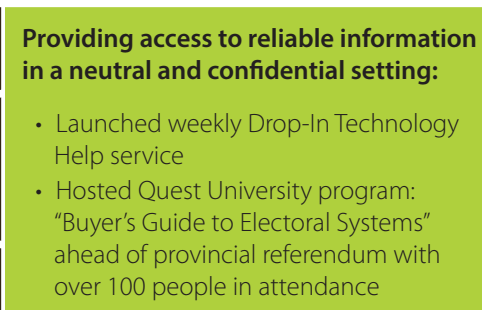 Providing access to reliable information
in a neutral and confidential setting:
• Launched weekly Drop-In Technology
Help service
• Hosted Quest University program:
“Buyer’s Guide to Electoral Systems”
ahead of provincial referendum with
over 100 people in attendance